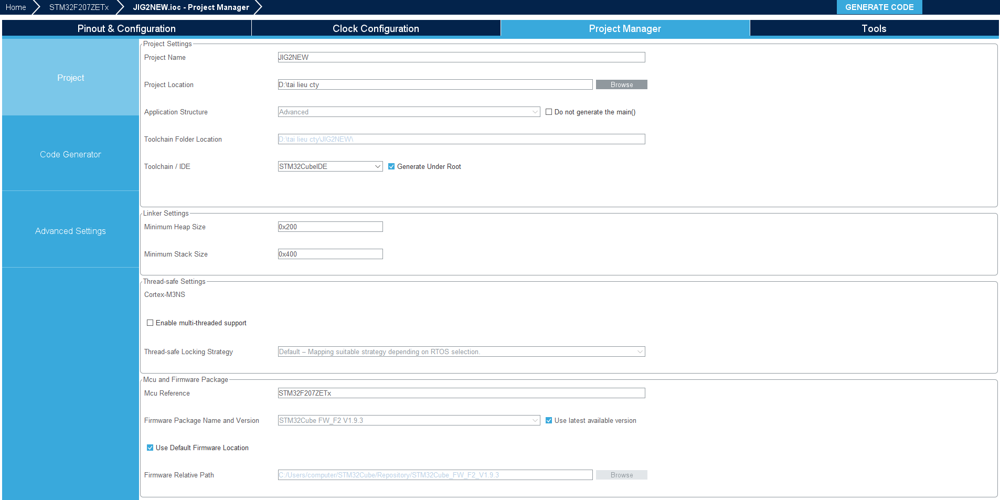 Home STM32F207ZETx JIG2NEW.ioc - Project Manager GENERATE CODE
Pinout & Configuration Clock Configuration Project Manager Tools
Project
Code Generator
Advanced Settings
Project Settings
Project Name JIG2NEW
Project Location D:\tai lieu cty Browse
Application Structure Advanced Do not generate the main()
Toolchain Folder Location D:\tai lieu cty\JIG2NEW\
Toolchain / IDE STM32CubeIDE Generate Under Root
Linker Settings
Minimum Heap Size 0x200
Minimum Stack Size 0x400
Thread-safe Settings
Cortex-M3NS
Enable multi-threaded support
Thread-safe Locking Strategy Default – Mapping suitable strategy depending on RTOS selection.
Mcu and Firmware Package
Mcu Reference STM32F207ZETx
Firmware Package Name and Version STM32Cube FW_F2 V1.9.3 Use latest available version
Use Default Firmware Location
Firmware Relative Path C:/Users/computer/STM32Cube/Repository/STM32Cube_FW_F2_V1.9.3 Browse